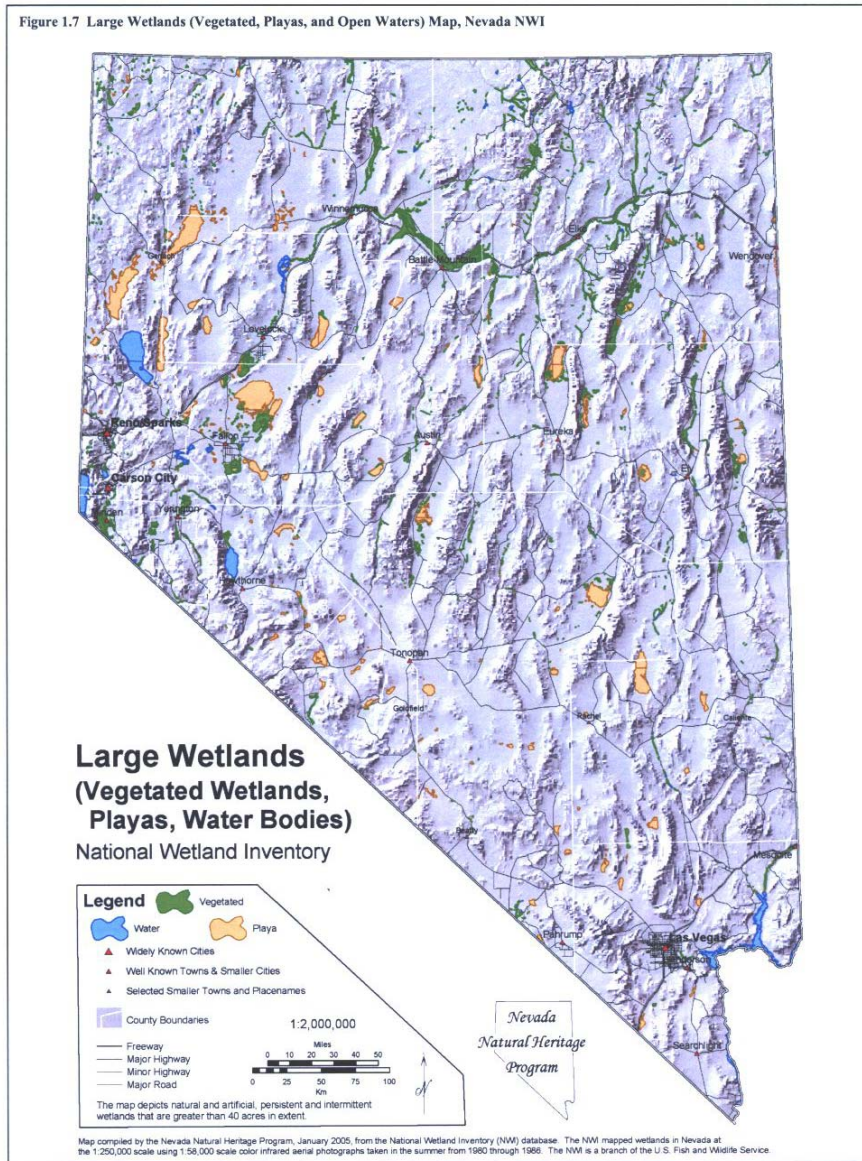 Figure 1.7 Large Wetlands (Vegetated, Playas, and Open Waters) Map, Nevada NWI
Winnemucca
Elko
Gerlach
Battle Mountain
Wendover
Lovelock
Reno/Sparks
Fallon
Austin
Eureka
Ely
Carson City
Yerington
Minden
Hawthorne
Tonopah
Goldfield
Rachel
Caliente
Large Wetlands
(Vegetated Wetlands,
Playas, Water Bodies)
National Wetland Inventory
Beatty
Mesquite
Pahrump
Las Vegas
Henderson
Searchlight
Legend
Vegetated
Water
Playa
Widely Known Cities
Well Known Towns & Smaller Cities
Selected Smaller Towns and Placenames
County Boundaries
1:2,000,000
Freeway
Major Highway
Minor Highway
Major Road
Miles
0 10 20 30 40 50
0 25 50 75 100
Km
N
The map depicts natural and artificial, persistent and intermittent
wetlands that are greater than 40 acres in extent.
Nevada
Natural Heritage
Program
Map compiled by the Nevada Natural Heritage Program, January 2005, from the National Wetland Inventory (NWI) database. The NWI mapped wetlands in Nevada at
the 1:250,000 scale using 1:58,000 scale color infrared aerial photographs taken in the summer from 1980 through 1986. The NWI is a branch of the U.S. Fish and Wildlife Service.